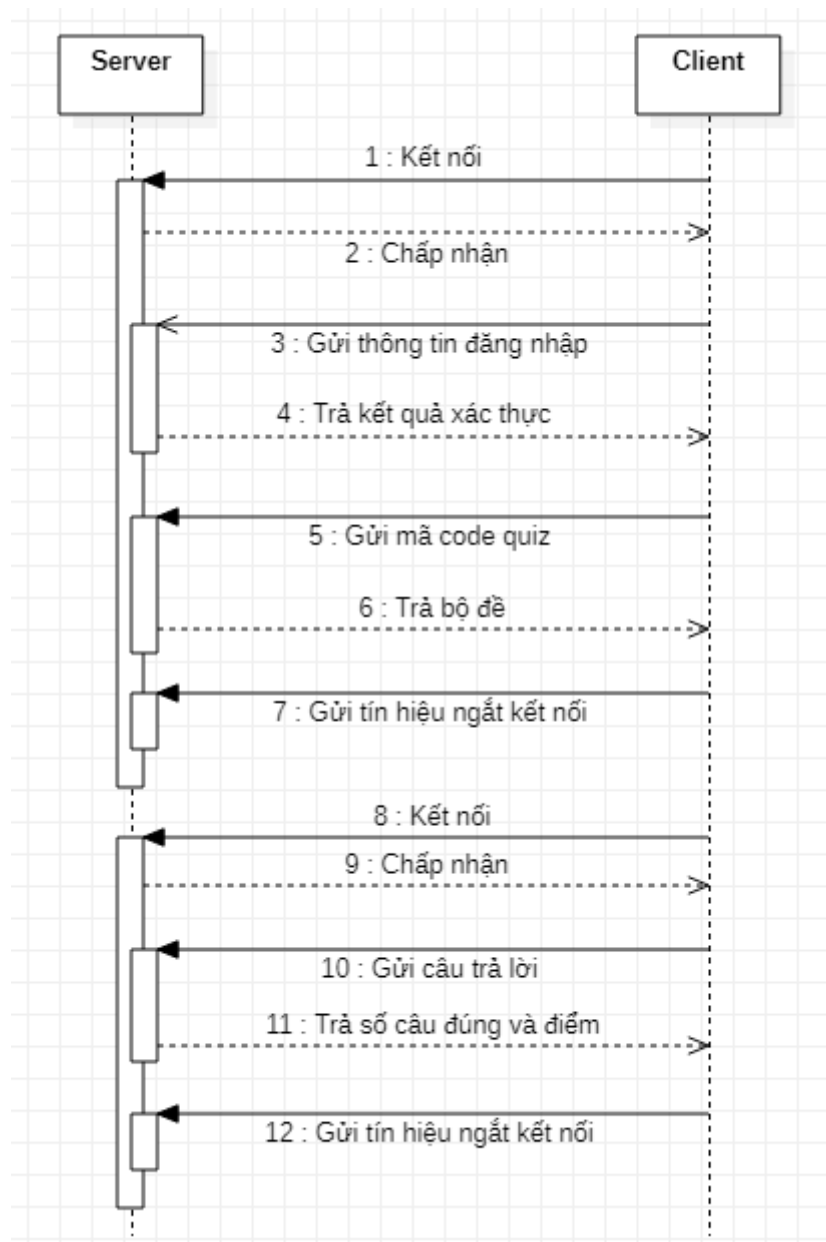 Server
Client
1 : Kết nối
2 : Chấp nhận
3 : Gửi thông tin đăng nhập
4 : Trả kết quả xác thực
5 : Gửi mã code quiz
6 : Trả bộ đề
7 : Gửi tín hiệu ngắt kết nối
8 : Kết nối
9 : Chấp nhận
10 : Gửi câu trả lời
11 : Trả số câu đúng và điểm
12 : Gửi tín hiệu ngắt kết nối